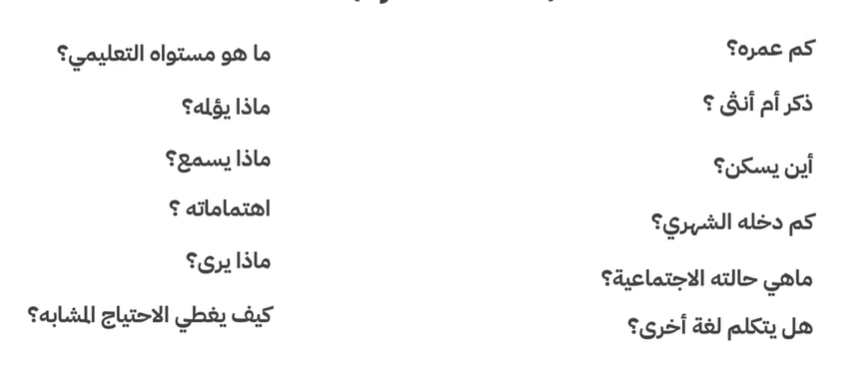 كم عمره؟
ذكر أم أنثى ؟
أين يسكن؟
كم دخله الشهري؟
ماهي حالته الاجتماعية؟
هل يتكلم لغة أخرى؟
ما هو مستواه التعليمي؟
ماذا يؤلمه؟
ماذا يسمع؟
اهتماماته ؟
ماذا يرى؟
كيف يغطي الاحتياج المشابه؟